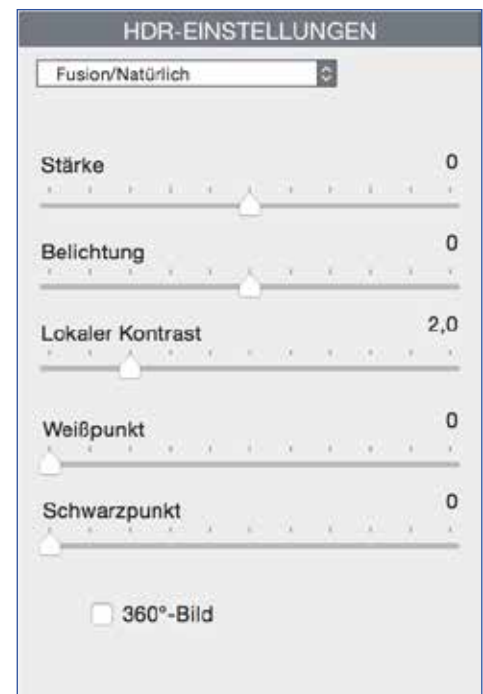 HDR-EINSTELLUNGEN
Fusion/Natürlich
Stärke 0
Belichtung 0
Lokaler Kontrast 2,0
Weißpunkt 0
Schwarzpunkt 0
360°-Bild